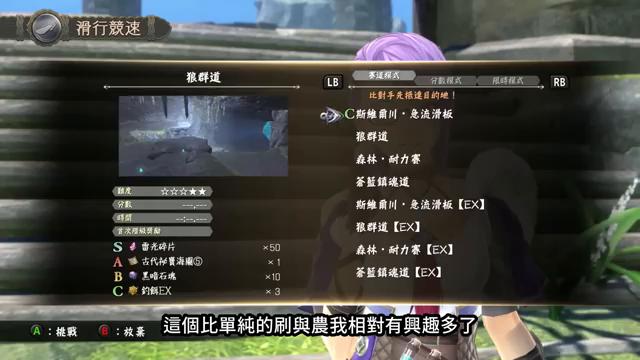 滑行競速
狼群道
難度 ☆☆☆★★
分數 ---,---
時間 --:--.---
首次階級獎勵
S 雷光碎片 ×50
A 古代祕寶海圖⑤ ×1
B 黑暗石塊 ×10
C 釣餌EX ×3
LB 賽道模式 分數模式 限時模式 RB
比對手先抵達目的地！
C 斯維爾川・急流滑板
狼群道
森林・耐力賽
蒼藍鎮魂道
斯維爾川・急流滑板【EX】
狼群道【EX】
森林・耐力賽【EX】
蒼藍鎮魂道【EX】
A：挑戰 B：放棄
這個比單純的刷與農我相對有興趣多了